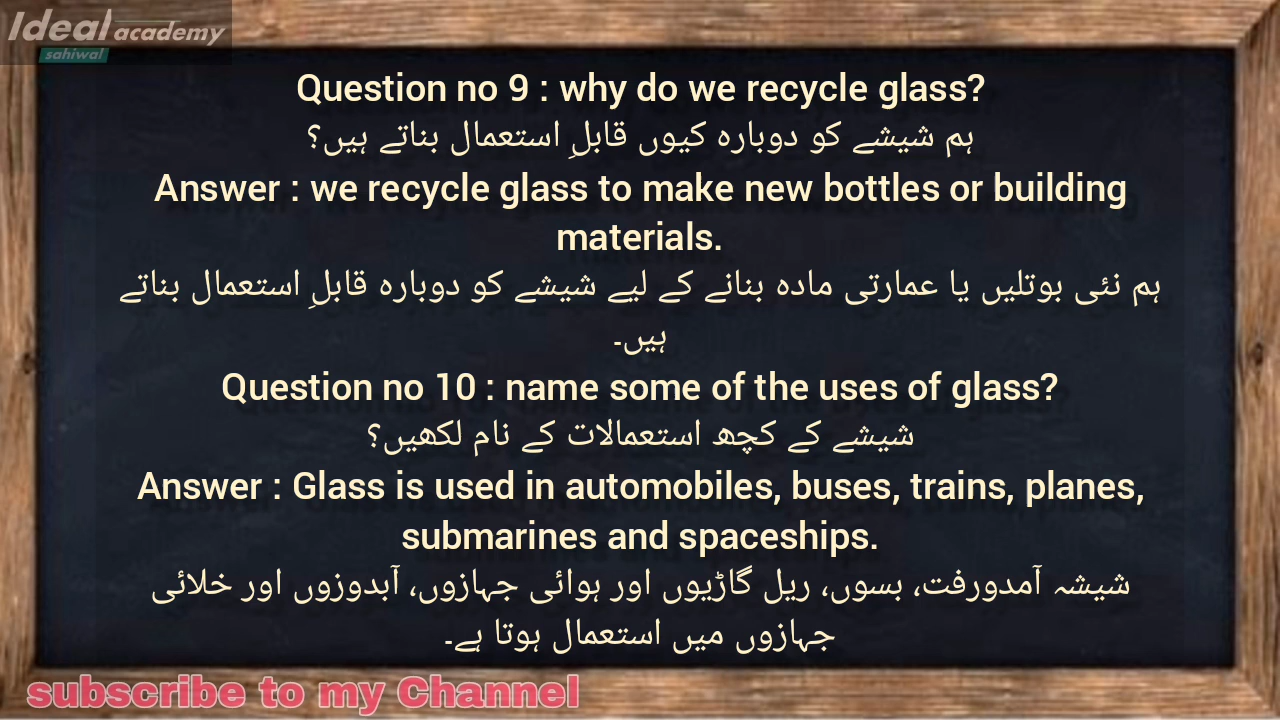 Ideal academy
sahiwal
Question no 9 : why do we recycle glass?
ہم شیشے کو دوبارہ کیوں قابلِ استعمال بناتے ہیں؟
Answer : we recycle glass to make new bottles or building
materials.
ہم نئی بوتلیں یا عمارتی مادہ بنانے کے لیے شیشے کو دوبارہ قابلِ استعمال بناتے
ہیں۔
Question no 10 : name some of the uses of glass?
شیشے کے کچھ استعمالات کے نام لکھیں؟
Answer : Glass is used in automobiles, buses, trains, planes,
submarines and spaceships.
شیشہ آمدورفت، بسوں، ریل گاڑیوں اور ہوائی جہازوں، آبدوزوں اور خلائی
جہازوں میں استعمال ہوتا ہے۔
subscribe to my Channel